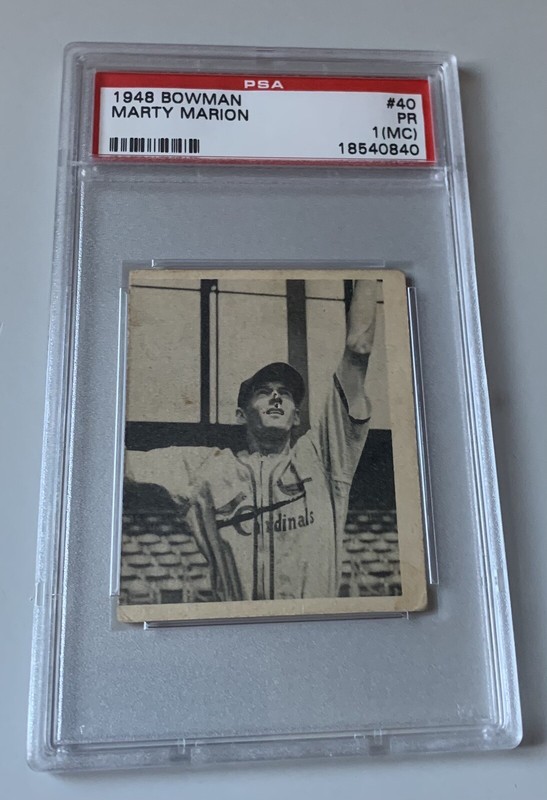 PSA
1948 BOWMAN #40
MARTY MARION PR
1(MC)
18540840
Cardinals